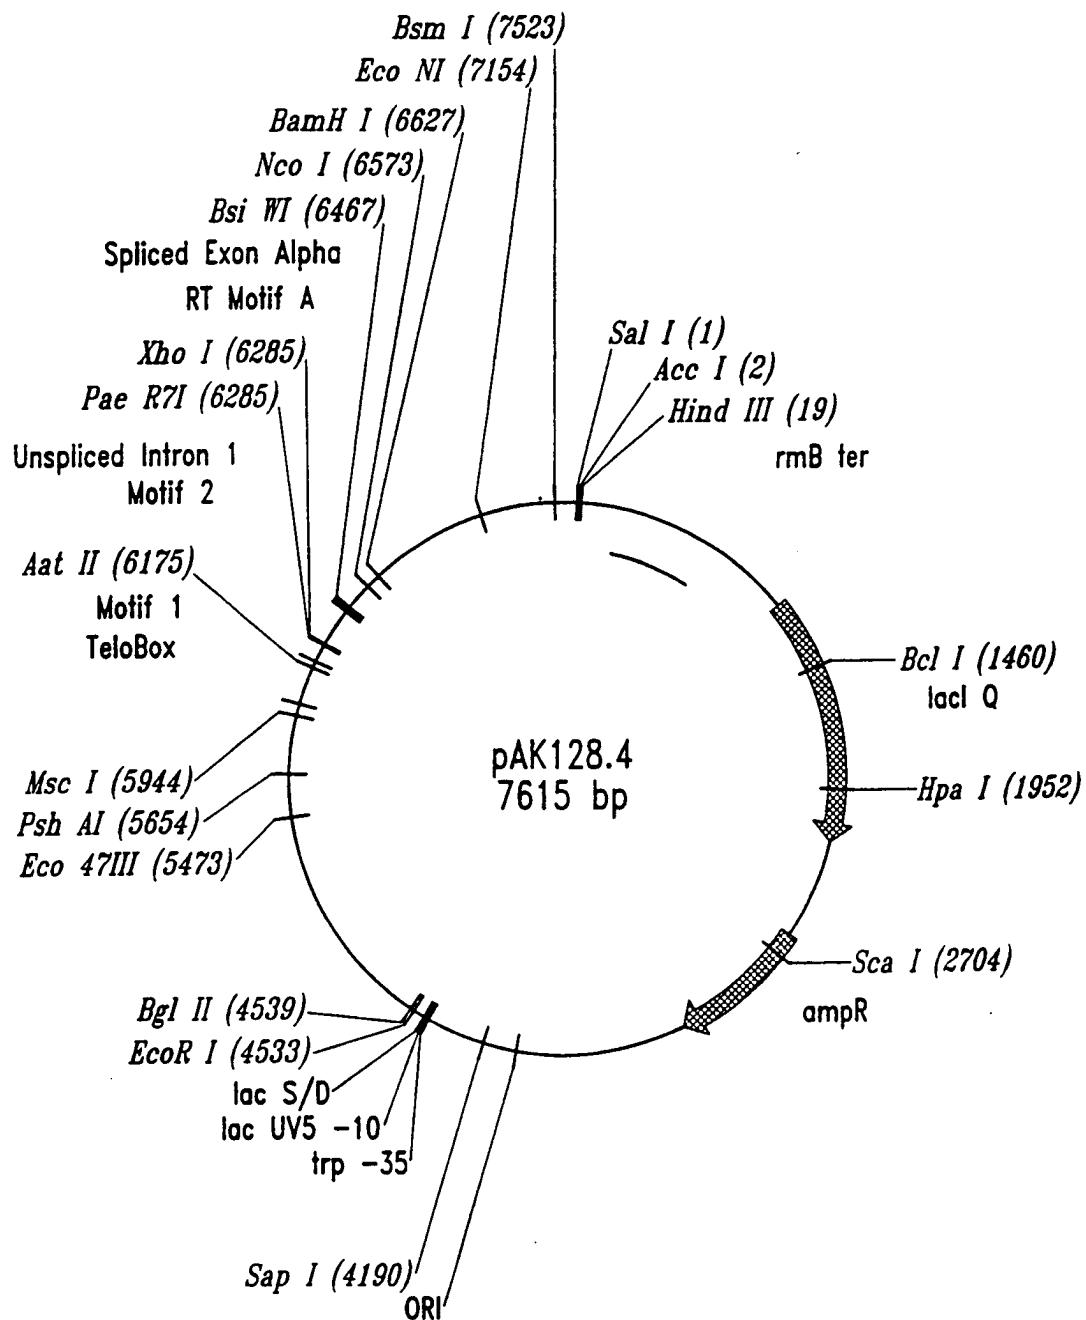 Bsm I (7523)
Eco NI (7154)
BamH I (6627)
Nco I (6573)
Bsi WI (6467)
Spliced Exon Alpha
RT Motif A
Xho I (6285)
Pae R7I (6285)
Unspliced Intron 1
Motif 2
Aat II (6175)
Motif 1
TeloBox
Msc I (5944)
Psh AI (5654)
Eco 47III (5473)
Bgl II (4539)
EcoR I (4533)
lac S/D
lac UV5 -10
trp -35
Sap I (4190)
ORI
Sal I (1)
Acc I (2)
Hind III (19)
rmB ter
Bcl I (1460)
lacI Q
Hpa I (1952)
Sca I (2704)
ampR
pAK128.4
7615 bp